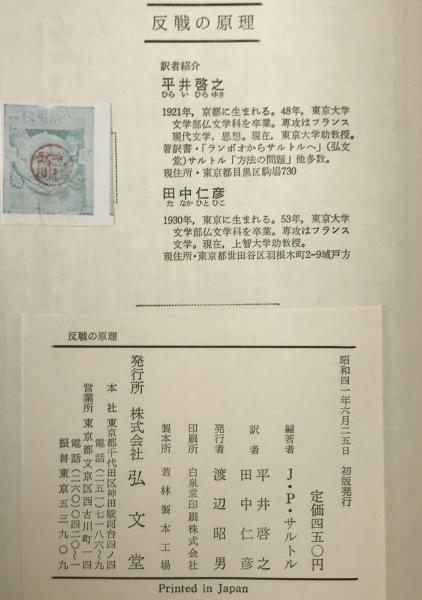 反戦の原理
訳者紹介
平井啓之
ひらいひろゆき
1921年，京都に生まれる。48年，東京大学
文学部仏文学科を卒業。専攻はフランス
現代文学，思想。現在，東京大学助教授。
著訳書・「ランボオからサルトルへ」(弘文
堂)サルトル「方法の問題」他多数。
現住所・東京都目黒区駒場730
田中仁彦
たなかひとひこ
1930年，東京に生まれる。53年，東京大学
文学部仏文学科を卒業。専攻はフランス
文学。現在，上智大学助教授。
現住所・東京都世田谷区羽根木町2-9城戸方
反戦の原理
昭和四一年六月二五日 初版発行
定価四五〇円
編著者 J・P・サルトル
訳者 平井啓之
田中仁彦
発行者 渡辺昭男
印刷所 白泉堂印刷株式会社
製本所 若林製本工場
発行所 株式会社 弘文堂
本社 東京都千代田区神田駿河台四ノ四
電話(二五一)七一八六〜九
営業所 東京都文京区西古川町一四
電話(二六〇)〇四二〇〜一
振替東京五三九〇九
Printed in Japan